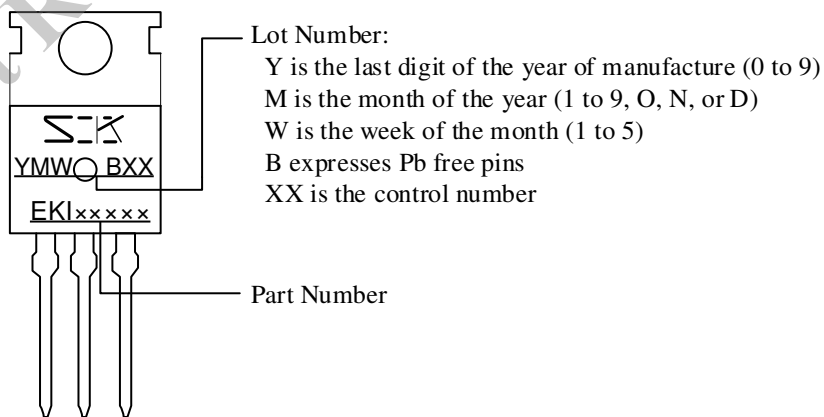 Lot Number:
Y is the last digit of the year of manufacture (0 to 9)
M is the month of the year (1 to 9, O, N, or D)
W is the week of the month (1 to 5)
B expresses Pb free pins
XX is the control number
SK
YMW○ BXX
EKI×××××
Part Number